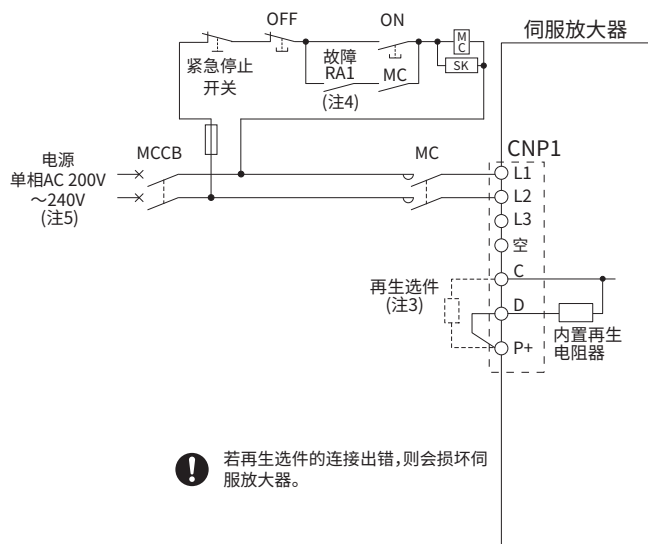 OFF
ON
MC
SK
伺服放大器
紧急停止
开关
故障
RA1
MC
(注4)
电源
单相AC 200V
～240V
(注5)
MCCB
MC
CNP1
L1
L2
L3
空
C
D
P+
再生选件
(注3)
内置再生
电阻器
若再生选件的连接出错,则会损坏伺
服放大器。